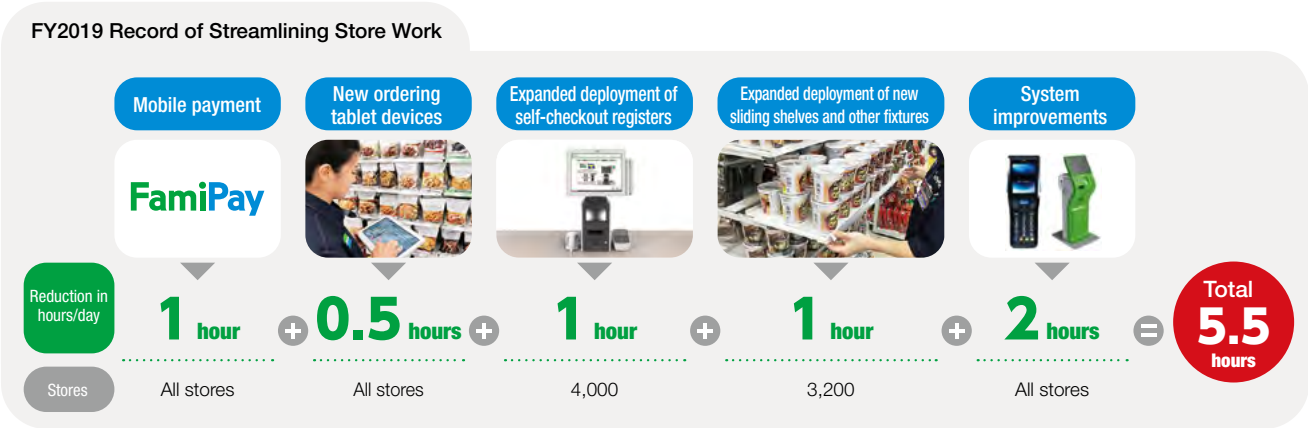 FY2019 Record of Streamlining Store Work
Mobile payment
New ordering
tablet devices
Expanded deployment of
self-checkout registers
Expanded deployment of new
sliding shelves and other fixtures
System
improvements
FamiPay
Reduction in
hours/day
1 hour + 0.5 hours + 1 hour + 1 hour + 2 hours =
Total
5.5
hours
Stores
All stores
All stores
4,000
3,200
All stores